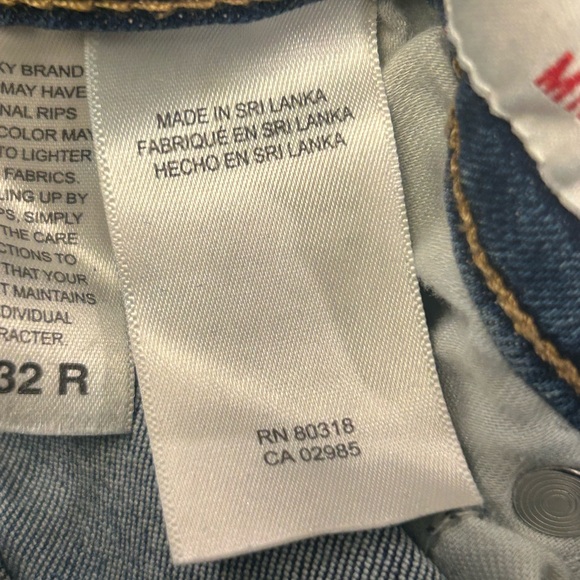 KY BRAND
MAY HAVE
NAL RIPS
COLOR MAY
TO LIGHTER
FABRICS.
LING UP BY
PS, SIMPLY
THE CARE
CTIONS TO
THAT YOUR
T MAINTAINS
DIVIDUAL
RACTER.
32 R
MADE IN SRI LANKA
FABRIQUE EN SRI LANKA
HECHO EN SRI LANKA
RN 80318
CA 02985